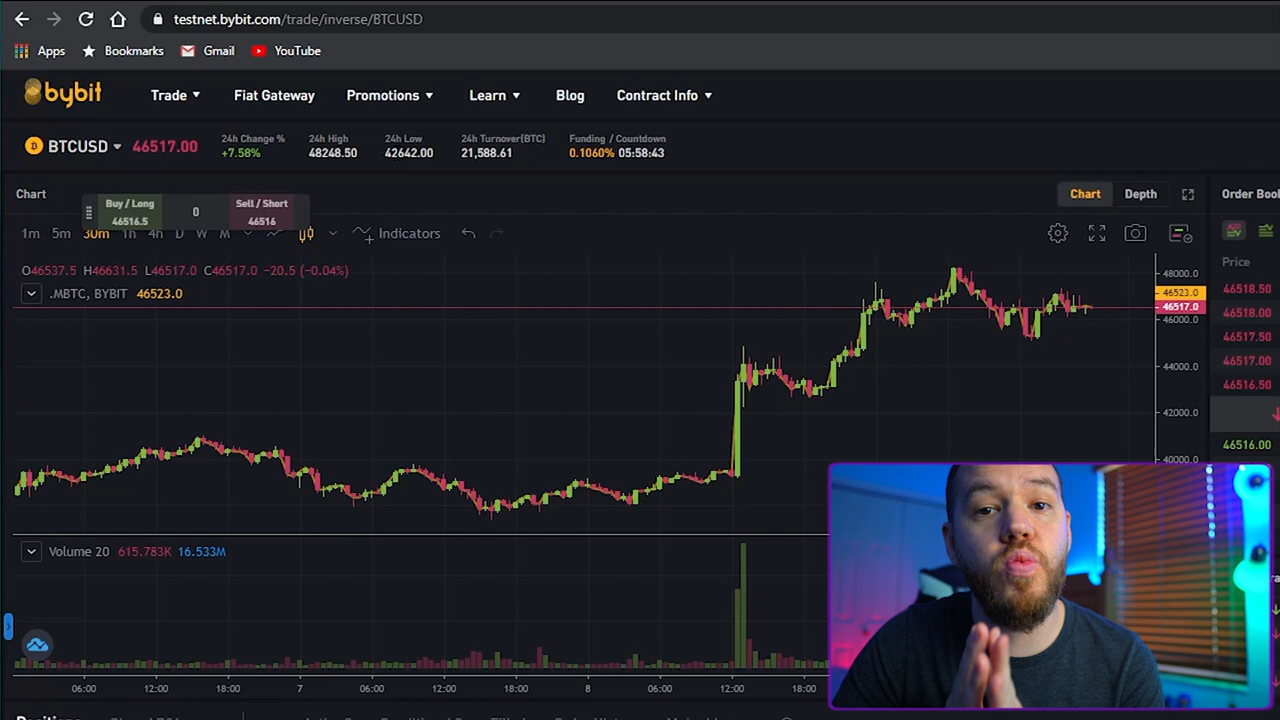 testnet.bybit.com/trade/inverse/BTCUSD
Apps Bookmarks Gmail YouTube
bybit Trade Fiat Gateway Promotions Learn Blog Contract Info
BTCUSD 46517.00
24h Change % 24h High 24h Low 24h Turnover(BTC) Funding / Countdown
+7.58% 48248.50 42642.00 21,588.61 0.1060% 05:58:43
Chart Chart Depth Order Book
Buy / Long 0 Sell / Short
46516.5 46516
1m 5m 30m 1h 4h D W M Indicators
Price
O46537.5 H46631.5 L46517.0 C46517.0 -20.5 (-0.04%)
.MBTC, BYBIT 46523.0
48000.0
46523.0
46517.0
46000.0
44000.0
42000.0
40000.0
46518.50
46518.00
46517.50
46517.00
46516.50
46516.00
Volume 20 615.783K 16.533M
06:00 12:00 18:00 7 06:00 12:00 18:00 8 06:00 12:00 18:00